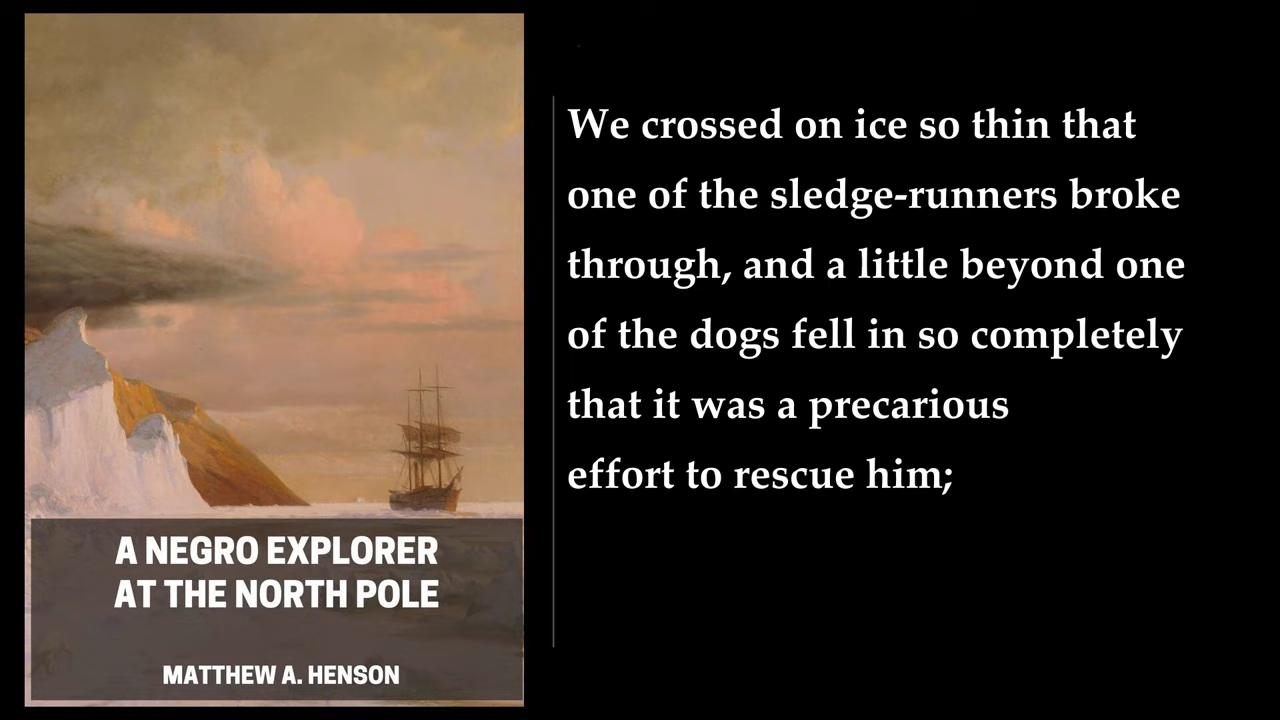 We crossed on ice so thin that
one of the sledge-runners broke
through, and a little beyond one
of the dogs fell in so completely
that it was a precarious
effort to rescue him;
A NEGRO EXPLORER
AT THE NORTH POLE
MATTHEW A. HENSON